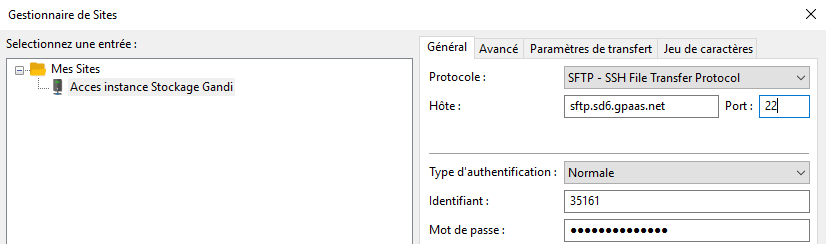 Gestionnaire de Sites
Selectionnez une entrée :
Mes Sites
Acces instance Stockage Gandi
Général Avancé Paramètres de transfert Jeu de caractères
Protocole : SFTP - SSH File Transfer Protocol
Hôte : sftp.sd6.gpaas.net Port : 22
Type d'authentification : Normale
Identifiant : 35161
Mot de passe : ●●●●●●●●●●●●●●